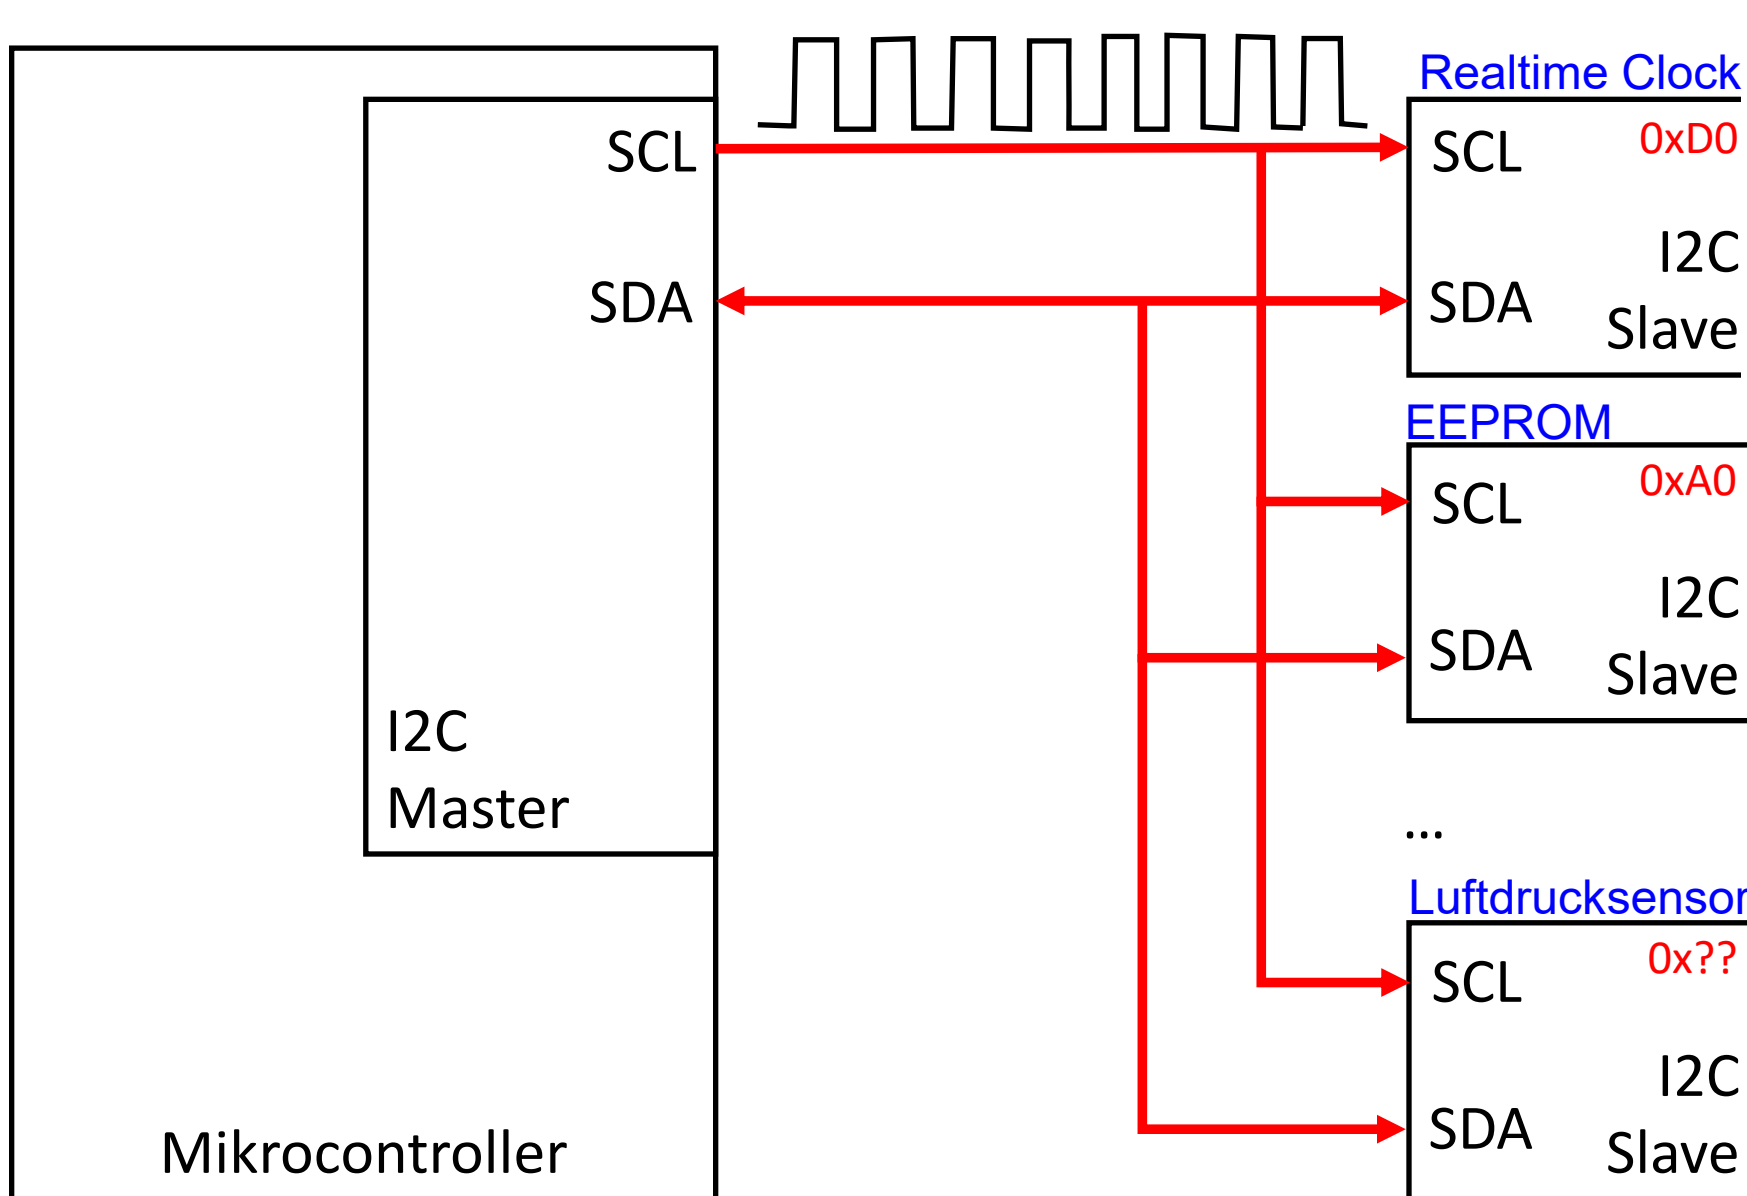 Realtime Clock
SCL
SCL
0xD0
I2C
SDA
SDA
Slave
EEPROM
SCL
0xA0
I2C
SDA
Slave
I2C
Master
...
Luftdrucksensor
SCL
0x??
I2C
SDA
Slave
Mikrocontroller